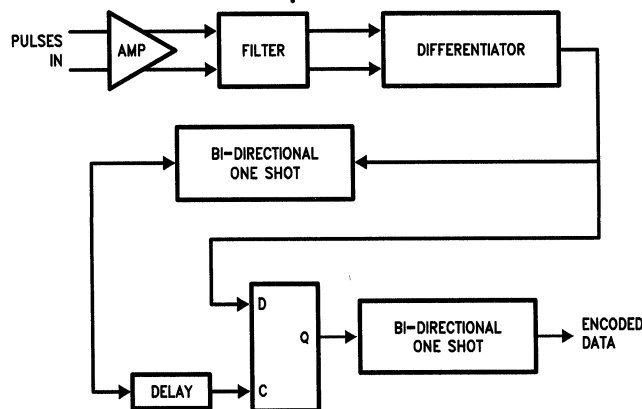 PULSES
IN
AMP
FILTER
DIFFERENTIATOR
BI-DIRECTIONAL
ONE SHOT
D
Q
C
BI-DIRECTIONAL
ONE SHOT
ENCODED
DATA
DELAY